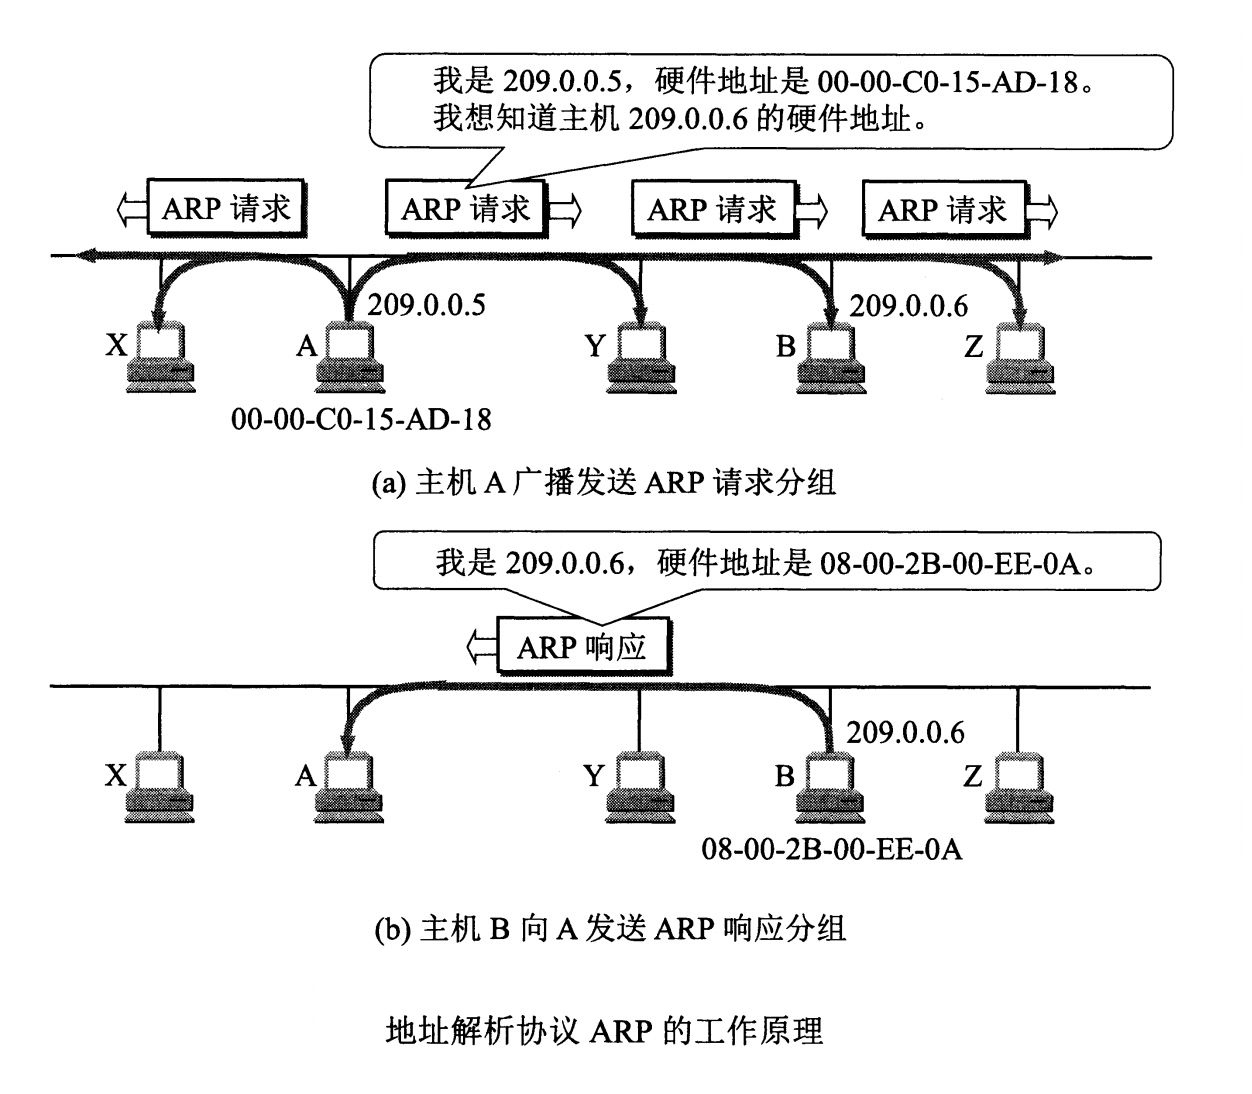 我是 209.0.0.5，硬件地址是 00-00-C0-15-AD-18。
我想知道主机 209.0.0.6 的硬件地址。
ARP 请求
ARP 请求
ARP 请求
ARP 请求
209.0.0.5
209.0.0.6
X
A
Y
B
Z
00-00-C0-15-AD-18
(a) 主机 A 广播发送 ARP 请求分组
我是 209.0.0.6，硬件地址是 08-00-2B-00-EE-0A。
ARP 响应
209.0.0.6
X
A
Y
B
Z
08-00-2B-00-EE-0A
(b) 主机 B 向 A 发送 ARP 响应分组
地址解析协议 ARP 的工作原理